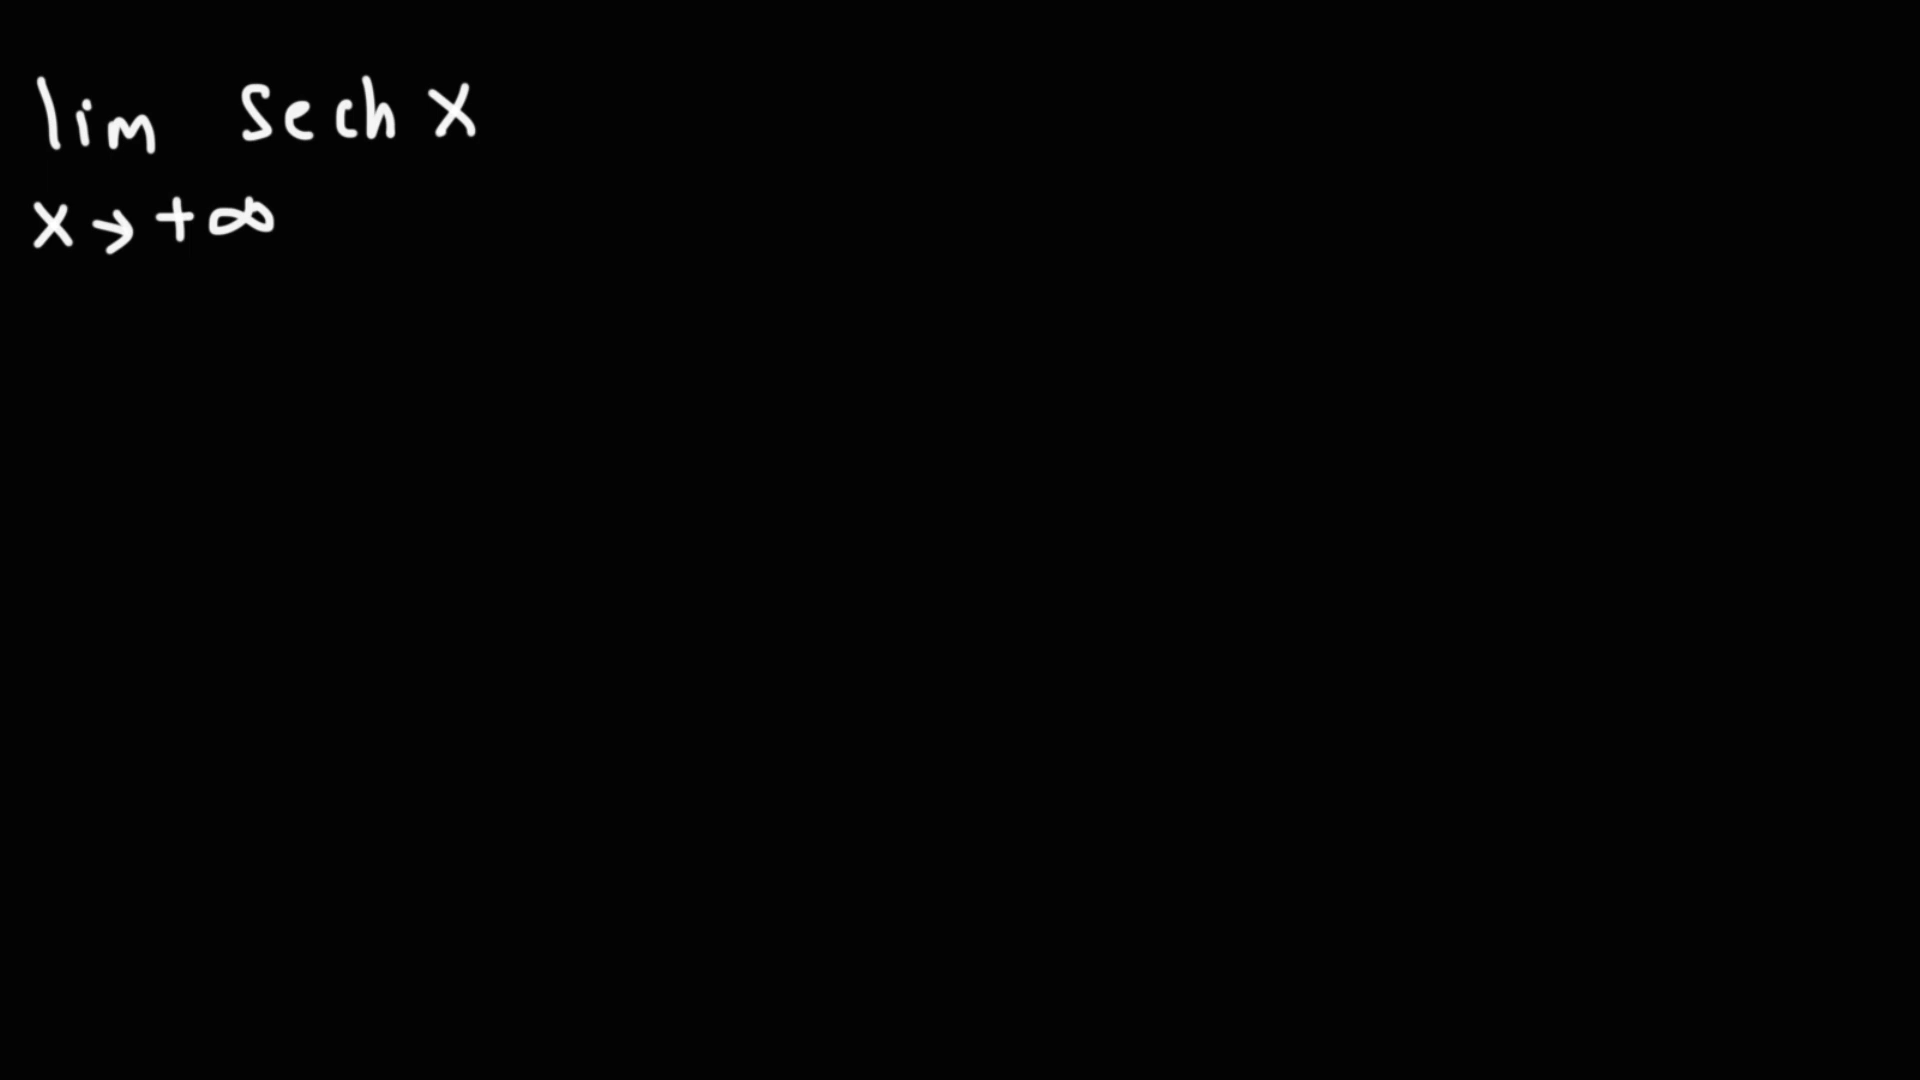 lim sech x
x → +∞